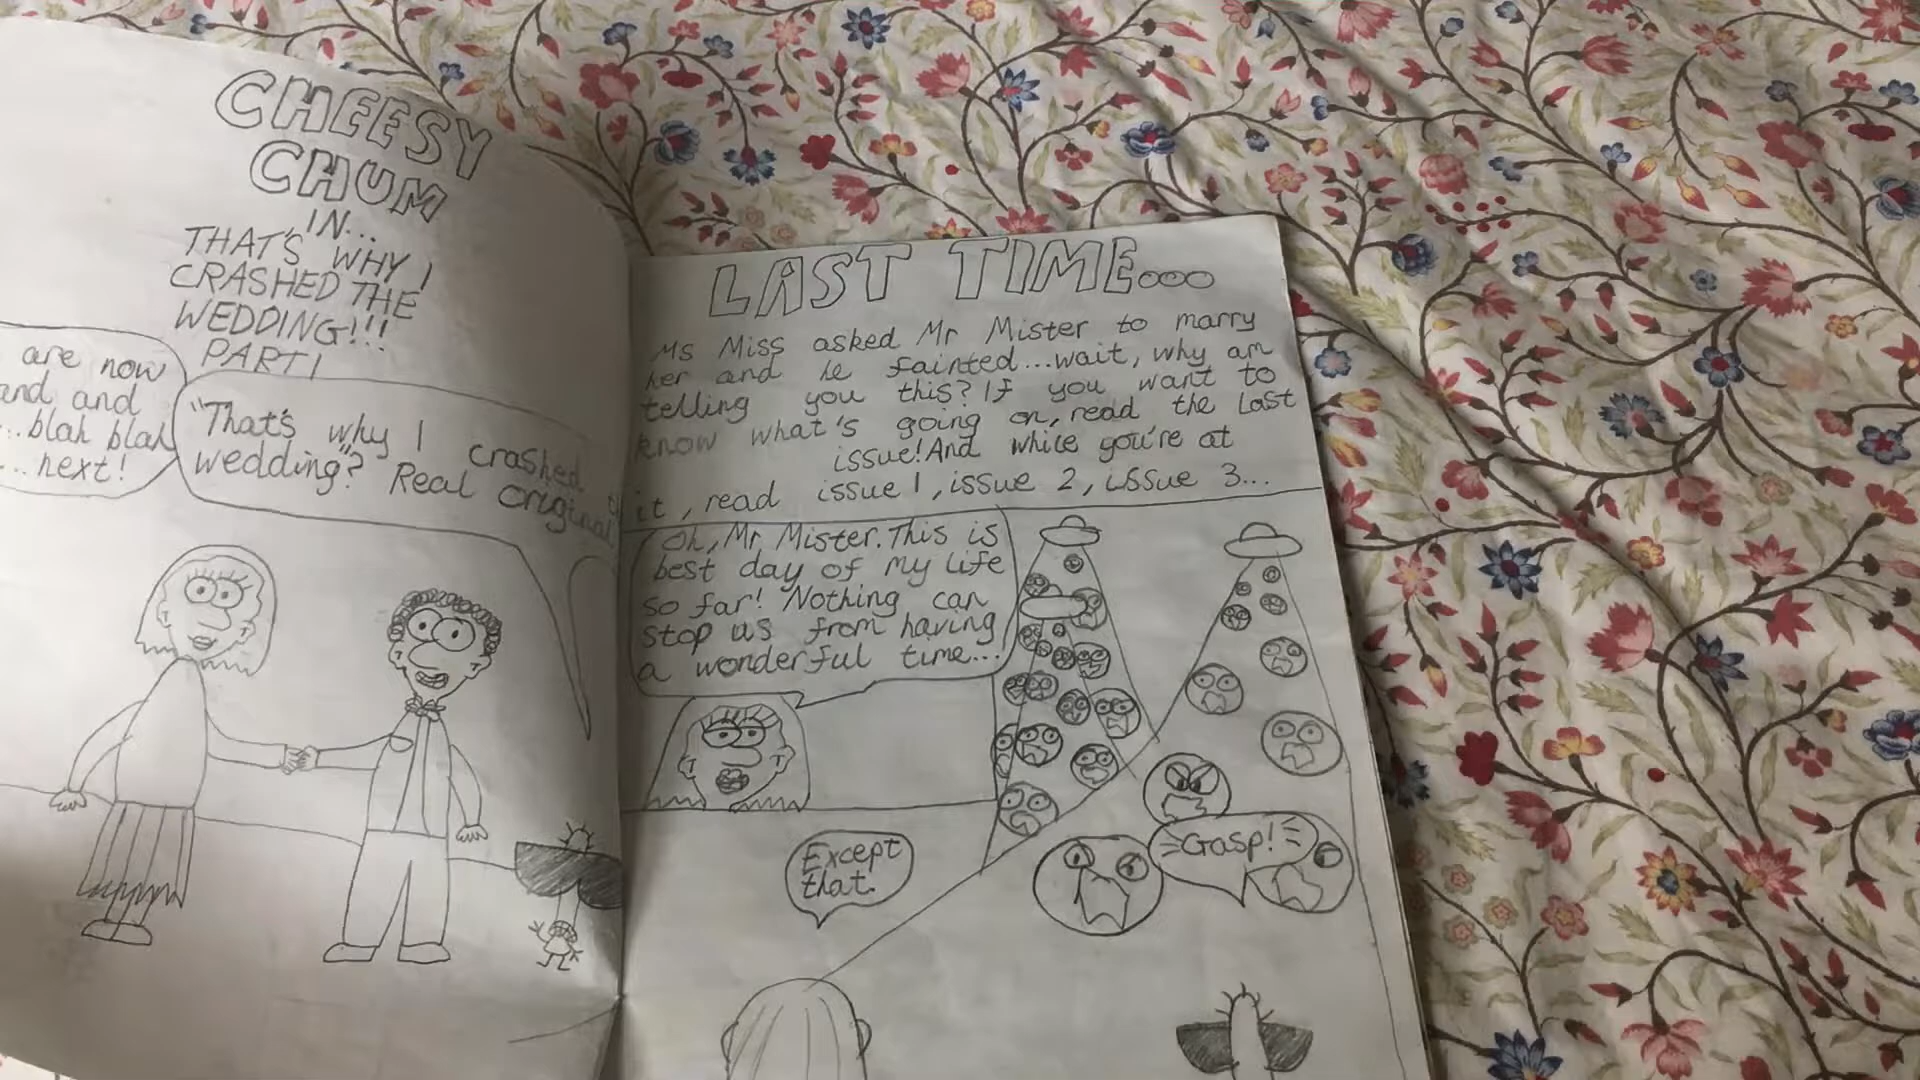 CHEESY
CHUM
IN...
THAT'S WHY I
CRASHED THE
WEDDING!!!
PART 1
are now
and and
...blah blah
...next!
"That's why I crashed
wedding"? Real original
LAST TIME...
Ms Miss asked Mr Mister to marry
her and he fainted...wait, why am
telling you this? If you want to
know what's going on, read the last
issue! And while you're at
it, read issue 1, issue 2, issue 3...
Oh, Mr Mister. This is
best day of my life
so far! Nothing can
stop us from having
a wonderful time...
Except
that.
Gasp!